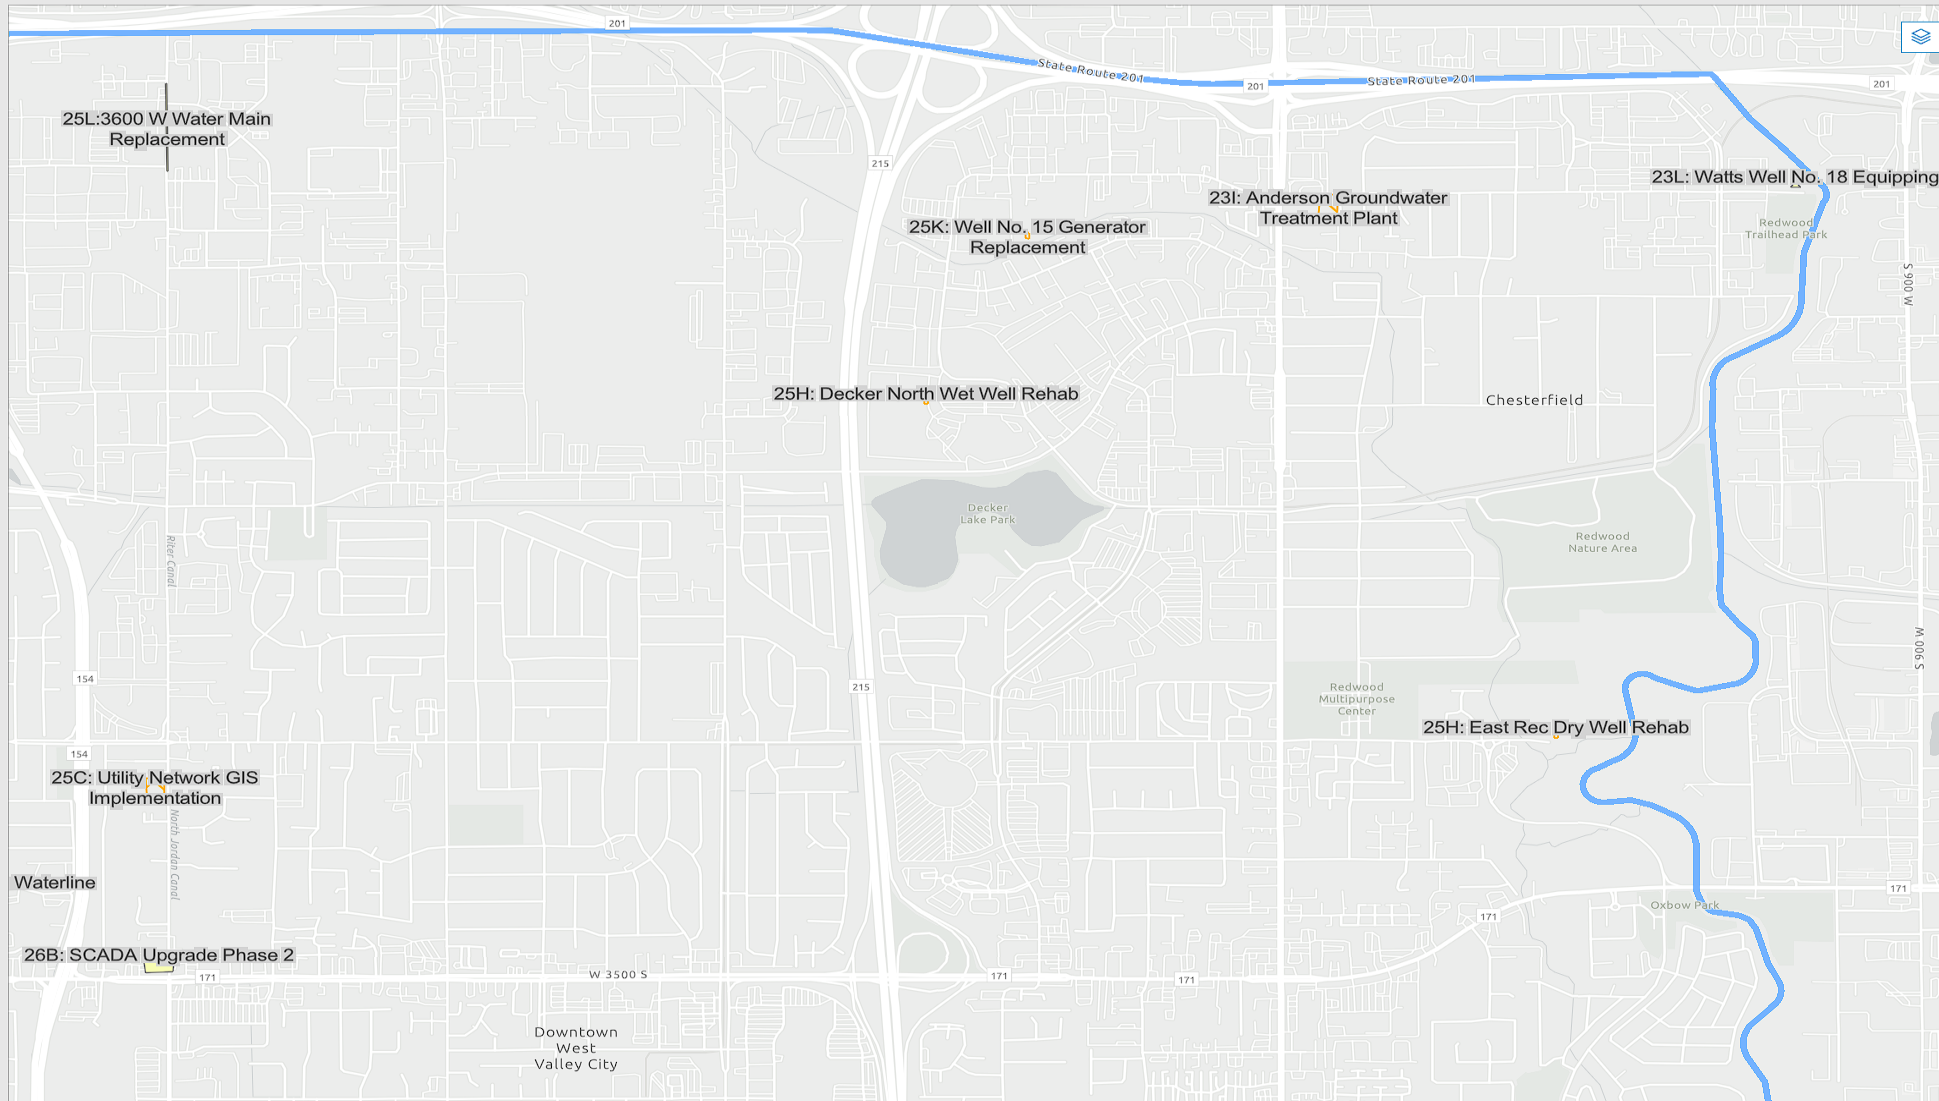 201
State Route 201
201
State Route 201
201
25L:3600 W Water Main
Replacement
215
23L: Watts Well No. 18 Equipping
23I: Anderson Groundwater
Treatment Plant
25K: Well No. 15 Generator
Replacement
Redwood
Trailhead Park
S 900 W
25H: Decker North Wet Well Rehab
Chesterfield
Decker
Lake Park
Redwood
Nature Area
Riter Canal
S 900 W
154
215
Redwood
Multipurpose
Center
25H: East Rec Dry Well Rehab
154
25C: Utility Network GIS
Implementation
North Jordan Canal
Waterline
171
Oxbow Park
171
26B: SCADA Upgrade Phase 2
171
W 3500 S
171
171
Downtown
West
Valley City